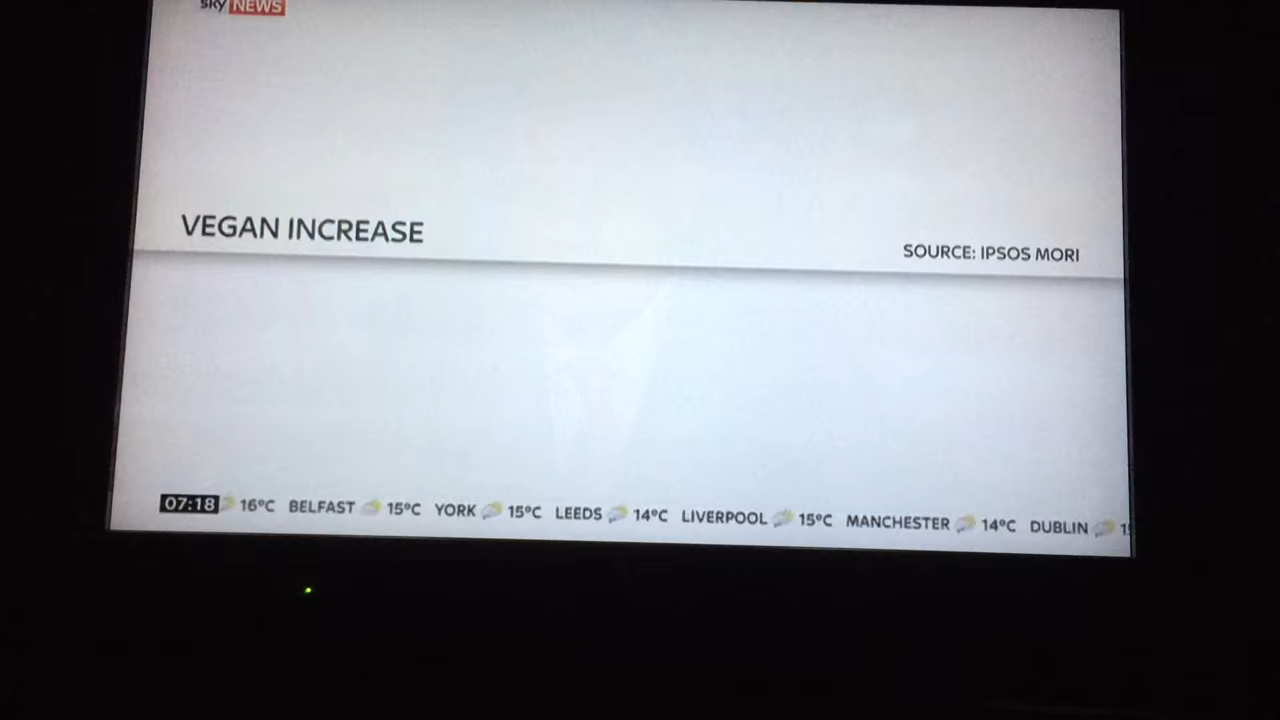 sky NEWS
VEGAN INCREASE
SOURCE: IPSOS MORI
07:18 16°C BELFAST 15°C YORK 15°C LEEDS 14°C LIVERPOOL 15°C MANCHESTER 14°C DUBLIN